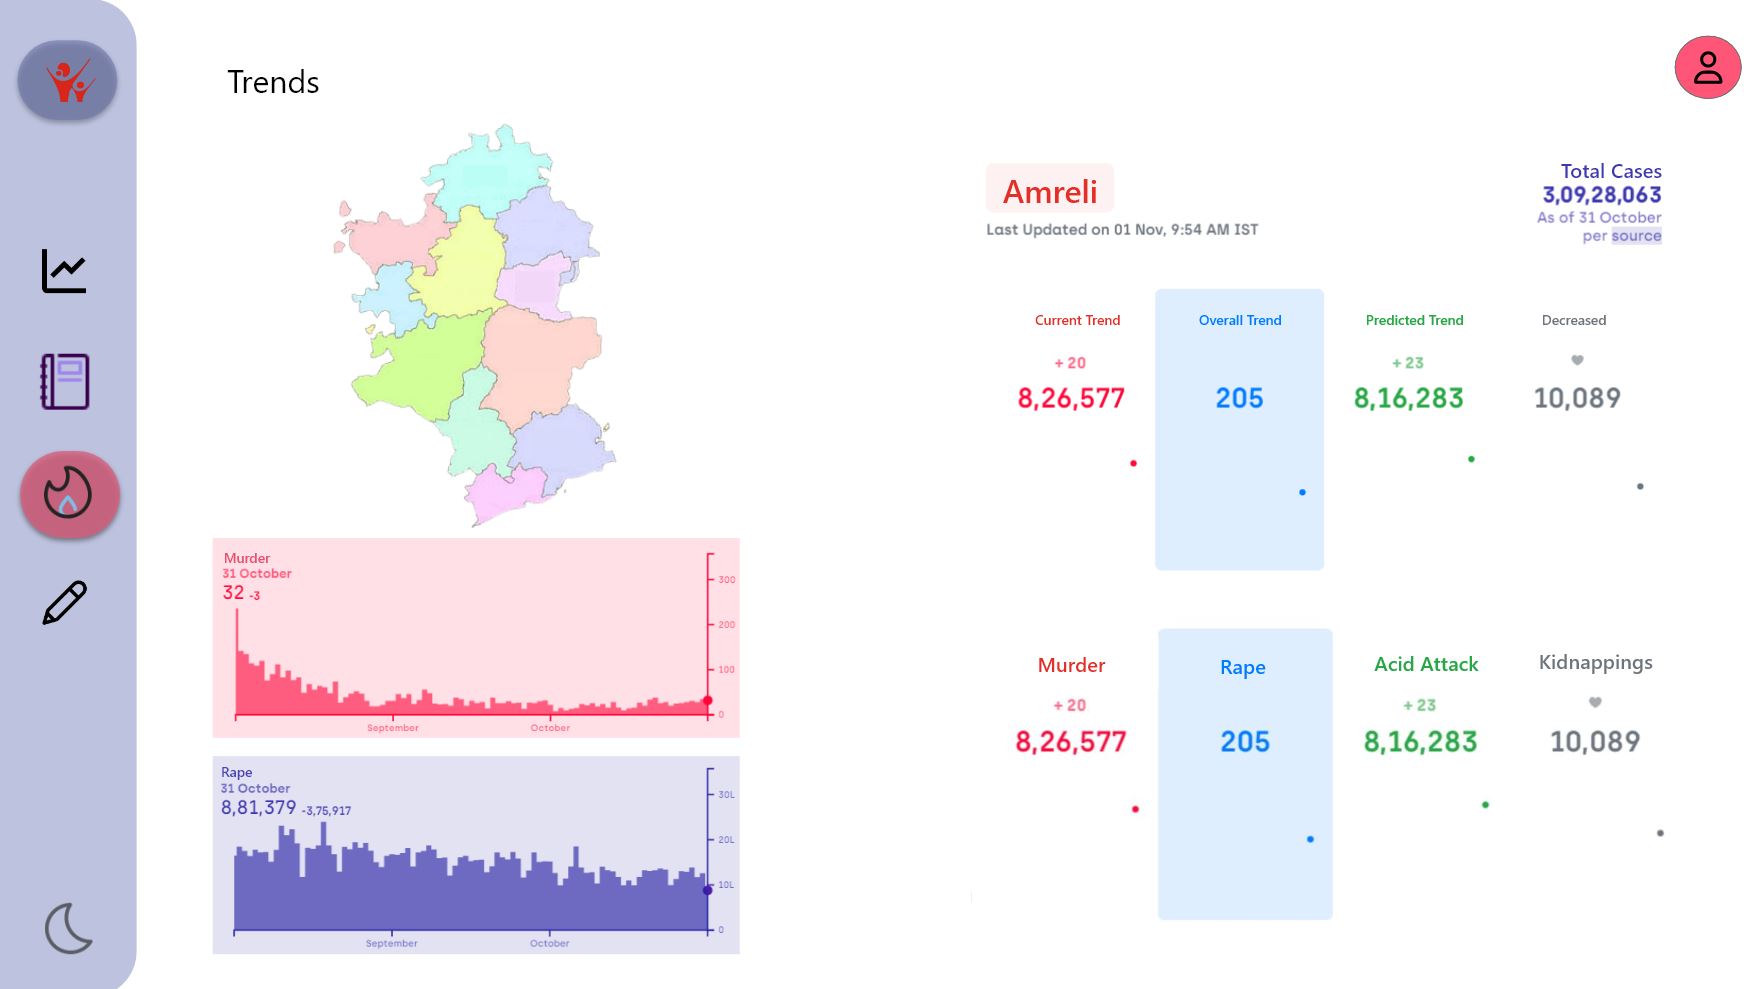 Trends
Amreli
Last Updated on 01 Nov, 9:54 AM IST
Total Cases
3,09,28,063
As of 31 October
per source
Current Trend
+ 20
8,26,577
Overall Trend
205
Predicted Trend
+ 23
8,16,283
Decreased
10,089
Murder
31 October
32 -3
300
200
100
0
September October
Rape
31 October
8,81,379 -3,75,917
30L
20L
10L
0
September October
Murder
+ 20
8,26,577
Rape
205
Acid Attack
+ 23
8,16,283
Kidnappings
10,089